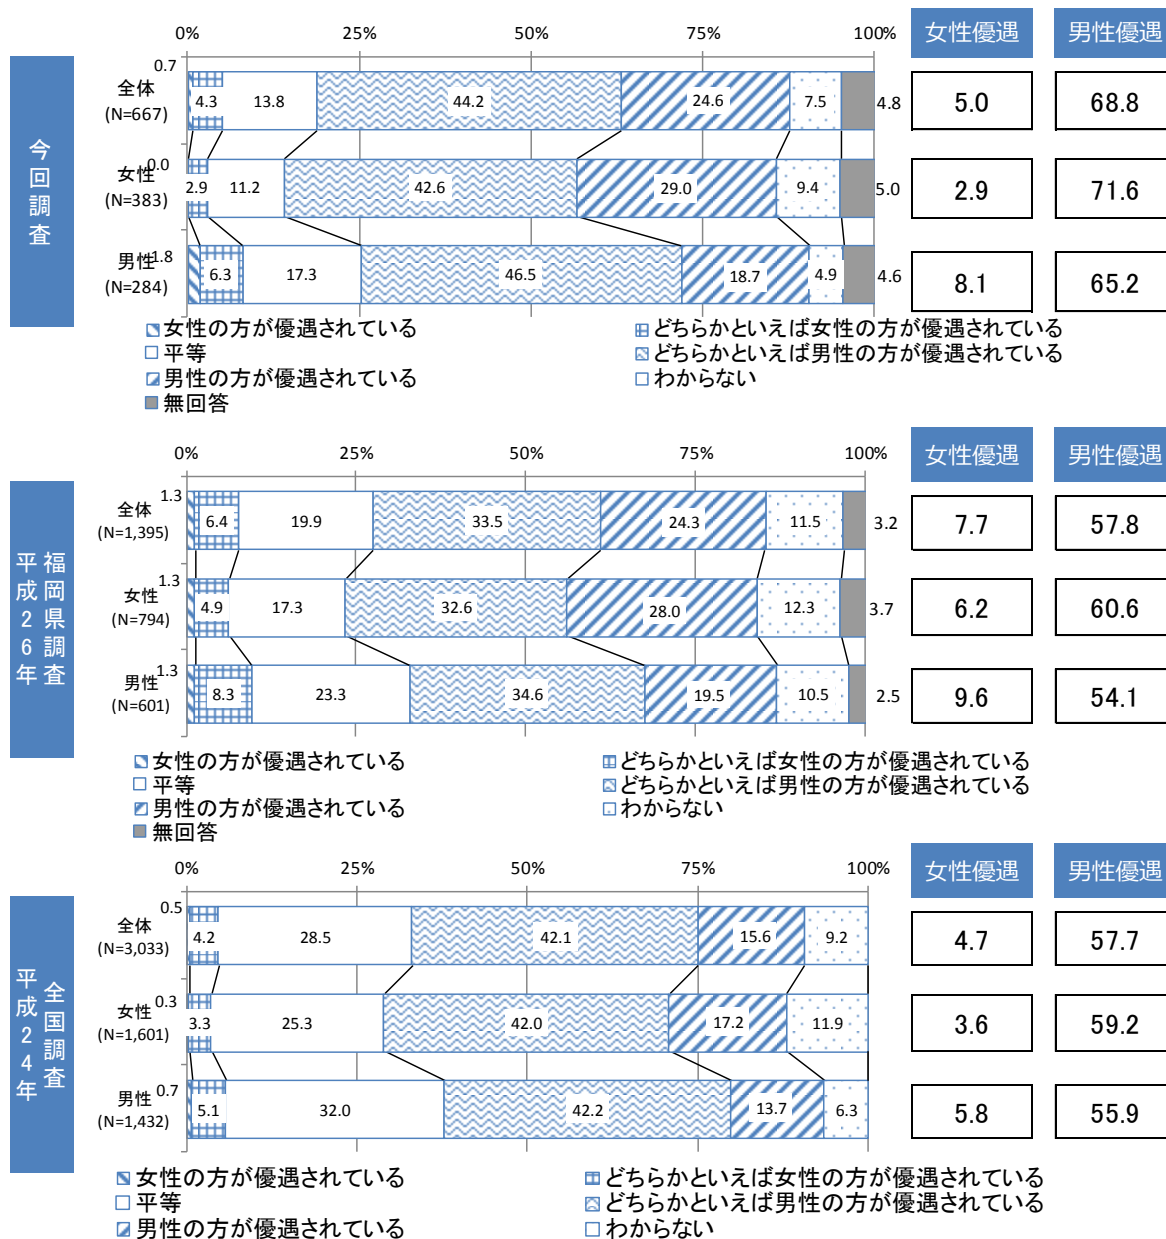 0% 25% 50% 75% 100% 女性優遇 男性優遇
今回調査
0.7
全体 4.3 13.8 44.2 24.6 7.5 4.8 5.0 68.8
(N=667)
0.0
女性 2.9 11.2 42.6 29.0 9.4 5.0 2.9 71.6
(N=383)
1.8
男性 6.3 17.3 46.5 18.7 4.9 4.6 8.1 65.2
(N=284)
女性の方が優遇されている どちらかといえば女性の方が優遇されている
平等 どちらかといえば男性の方が優遇されている
男性の方が優遇されている わからない
無回答
0% 25% 50% 75% 100% 女性優遇 男性優遇
福岡県調査
平成26年
1.3
全体 6.4 19.9 33.5 24.3 11.5 3.2 7.7 57.8
(N=1,395)
1.3
女性 4.9 17.3 32.6 28.0 12.3 3.7 6.2 60.6
(N=794)
1.3
男性 8.3 23.3 34.6 19.5 10.5 2.5 9.6 54.1
(N=601)
女性の方が優遇されている どちらかといえば女性の方が優遇されている
平等 どちらかといえば男性の方が優遇されている
男性の方が優遇されている わからない
無回答
0% 25% 50% 75% 100% 女性優遇 男性優遇
全国調査
平成24年
0.5
全体 4.2 28.5 42.1 15.6 9.2 4.7 57.7
(N=3,033)
0.3
女性 3.3 25.3 42.0 17.2 11.9 3.6 59.2
(N=1,601)
0.7
男性 5.1 32.0 42.2 13.7 6.3 5.8 55.9
(N=1,432)
女性の方が優遇されている どちらかといえば女性の方が優遇されている
平等 どちらかといえば男性の方が優遇されている
男性の方が優遇されている わからない